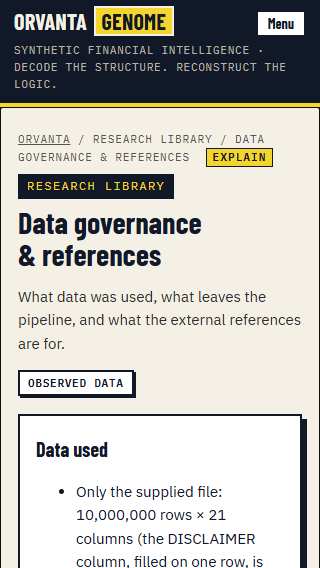 ORVANTA GENOME Menu
SYNTHETIC FINANCIAL INTELLIGENCE ·
DECODE THE STRUCTURE. RECONSTRUCT THE
LOGIC.
ORVANTA / RESEARCH LIBRARY / DATA
GOVERNANCE & REFERENCES EXPLAIN
RESEARCH LIBRARY
Data governance
& references
What data was used, what leaves the
pipeline, and what the external references
are for.
OBSERVED DATA
Data used
• Only the supplied file:
10,000,000 rows × 21
columns (the DISCLAIMER
column, filled on one row, is